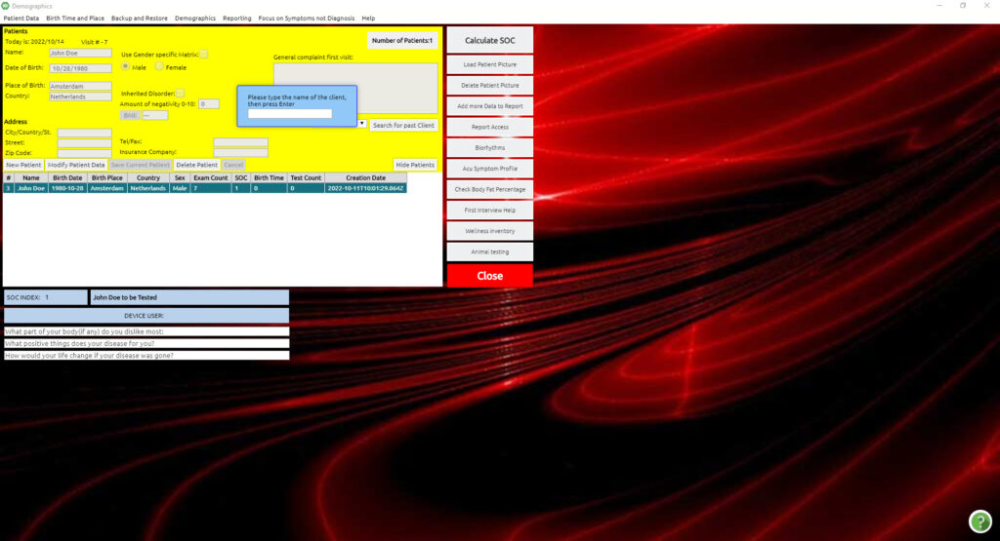 Demographics
Patient Data Birth Time and Place Backup and Restore Demographics Reporting Focus on Symptoms not Diagnosis Help
Patients
Today is: 2022/10/14 Visit # - 7
Number of Patients:1
Name: John Doe
Use Gender specific Matrix:
General complaint first visit:
Date of Birth: 10/28/1980
Male Female
Place of Birth: Amsterdam
Country: Netherlands
Inherited Disorder:
Amount of negativity 0-10: 0
BMI: ---
Please type the name of the client,
then press Enter
Search for past Client
Address
City/Country/St.
Street:
Zip Code:
Tel/Fax:
Insurance Company:
New Patient Modify Patient Data Save Current Patient Delete Patient Cancel Hide Patients
# Name Birth Date Birth Place Country Sex Exam Count SOC Birth Time Test Count Creation Date
3 John Doe 1980-10-28 Amsterdam Netherlands Male 7 1 0 0 2022-10-11T10:01:29.864Z
Calculate SOC
Load Patient Picture
Delete Patient Picture
Add more Data to Report
Report Access
Biorhythms
Acu Symptom Profile
Check Body Fat Percentage
First Interview Help
Wellness inventory
Animal testing
Close
SOC INDEX: 1
John Doe to be Tested
DEVICE USER:
What part of your body(if any) do you dislike most:
What positive things does your disease for you?
How would your life change if your disease was gone?
?